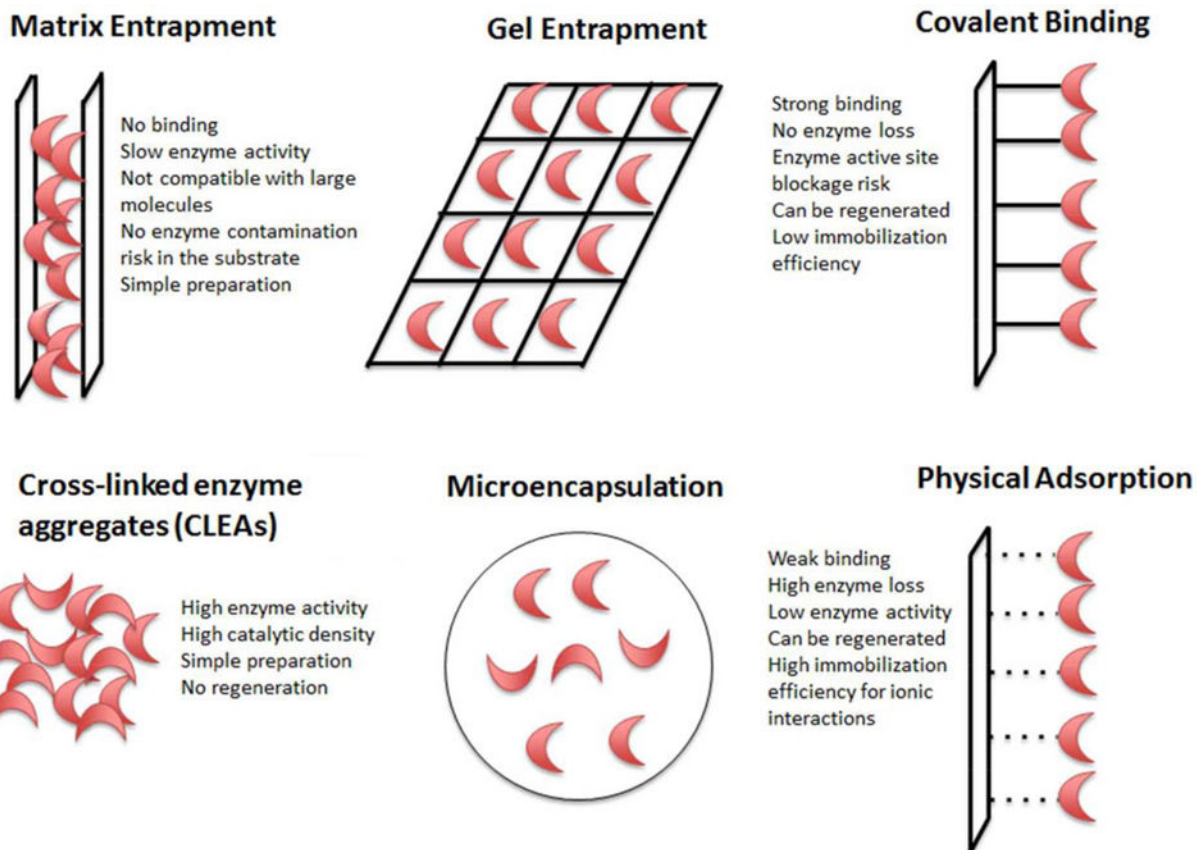 Matrix Entrapment
No binding
Slow enzyme activity
Not compatible with large
molecules
No enzyme contamination
risk in the substrate
Simple preparation
Gel Entrapment
Covalent Binding
Strong binding
No enzyme loss
Enzyme active site
blockage risk
Can be regenerated
Low immobilization
efficiency
Cross-linked enzyme
aggregates (CLEAs)
High enzyme activity
High catalytic density
Simple preparation
No regeneration
Microencapsulation
Physical Adsorption
Weak binding
High enzyme loss
Low enzyme activity
Can be regenerated
High immobilization
efficiency for ionic
interactions